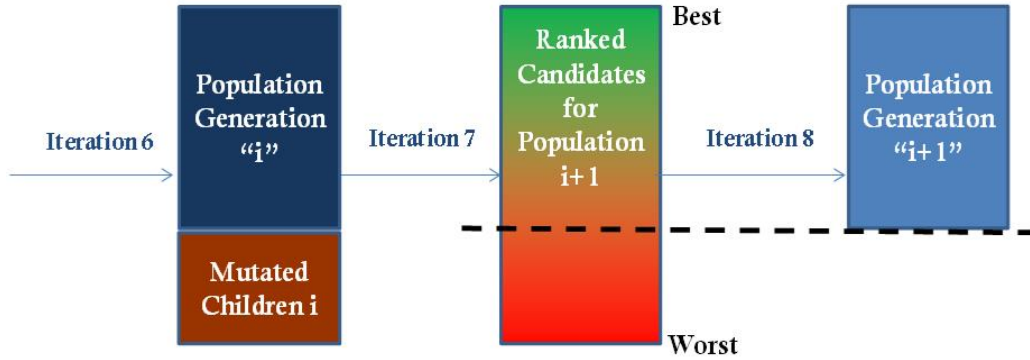 Iteration 6
Population
Generation
“i”
Mutated
Children i
Iteration 7
Best
Ranked
Candidates
for
Population
i+1
Worst
Iteration 8
Population
Generation
“i+1”